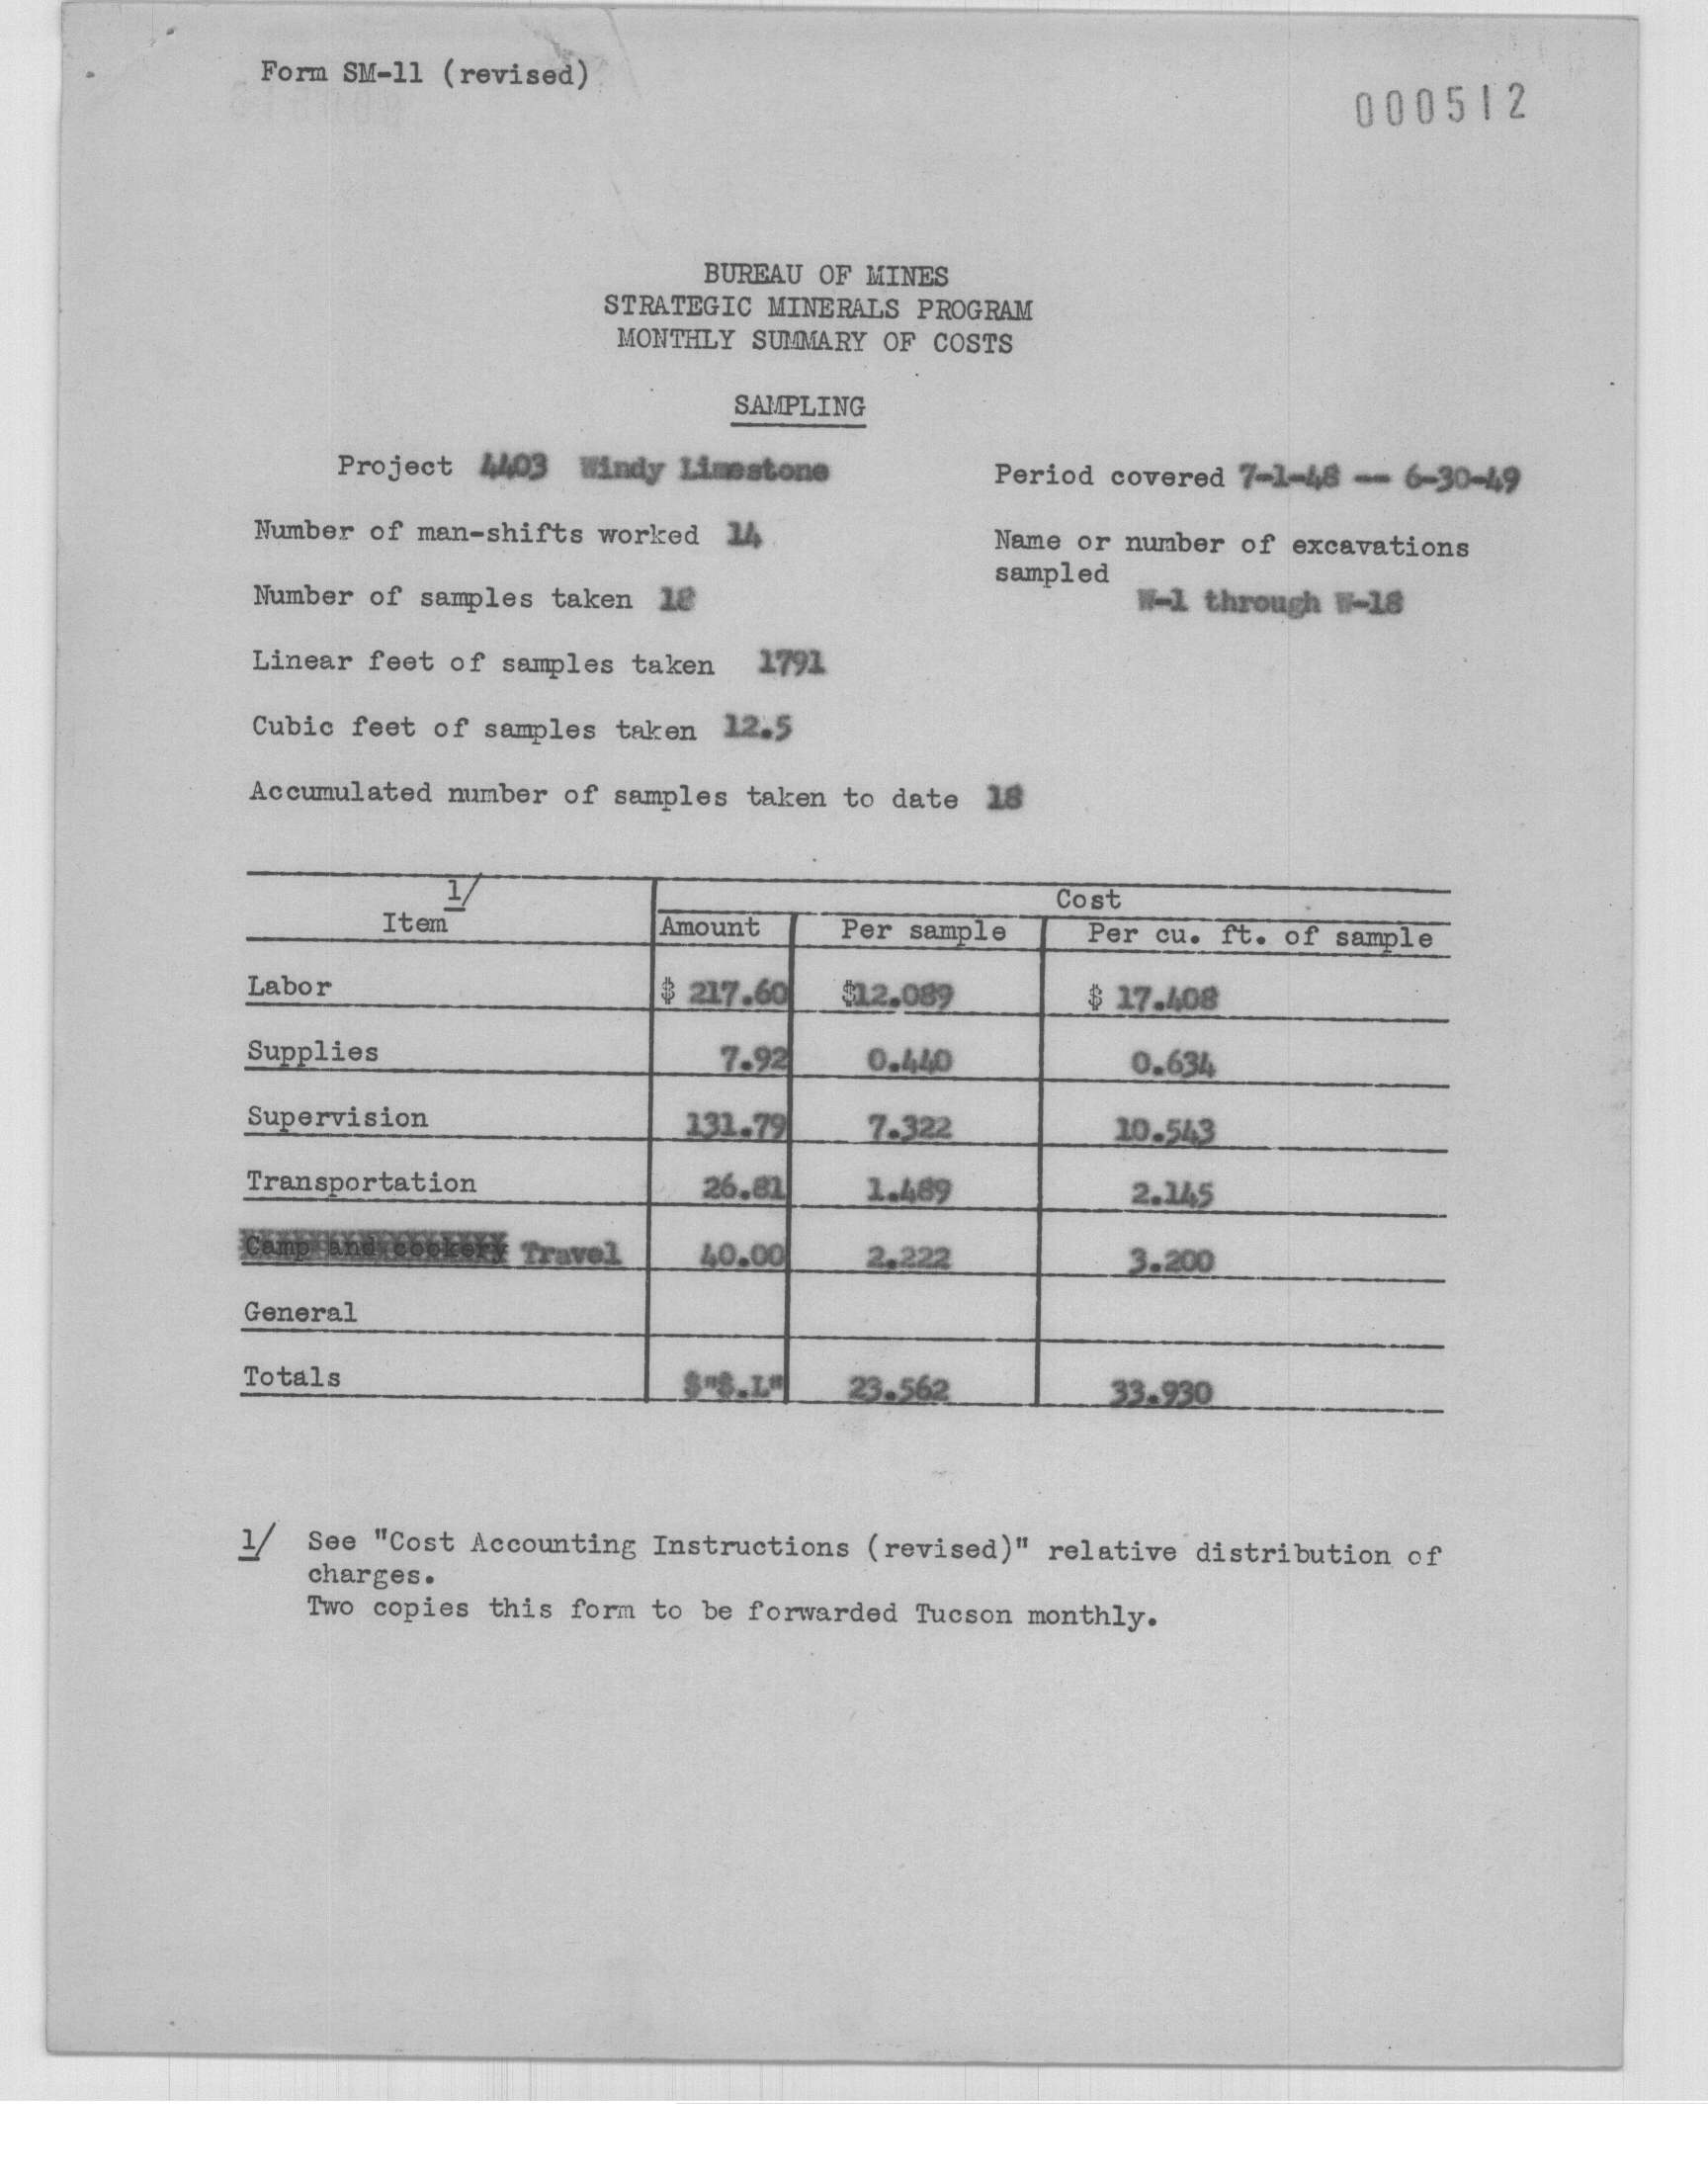 Form SM-11 (revised)
000512
BUREAU OF MINES
STRATEGIC MINERALS PROGRAM
MONTHLY SUMMARY OF COSTS
SAMPLING
Project 4403 Windy Limestone
Period covered 7-1-48 -- 6-30-49
Number of man-shifts worked 14
Name or number of excavations
sampled
W-1 through W-18
Number of samples taken 18
Linear feet of samples taken 1791
Cubic feet of samples taken 12.5
Accumulated number of samples taken to date 18
1/
Item
Cost
Amount Per sample Per cu. ft. of sample
Labor $ 217.60 $12.089 $ 17.408
Supplies 7.92 0.440 0.634
Supervision 131.79 7.322 10.543
Transportation 26.81 1.489 2.145
Camp and cookery Travel 40.00 2.222 3.200
General
Totals $"$.L" 23.562 33.930
1/ See "Cost Accounting Instructions (revised)" relative distribution of
charges.
Two copies this form to be forwarded Tucson monthly.